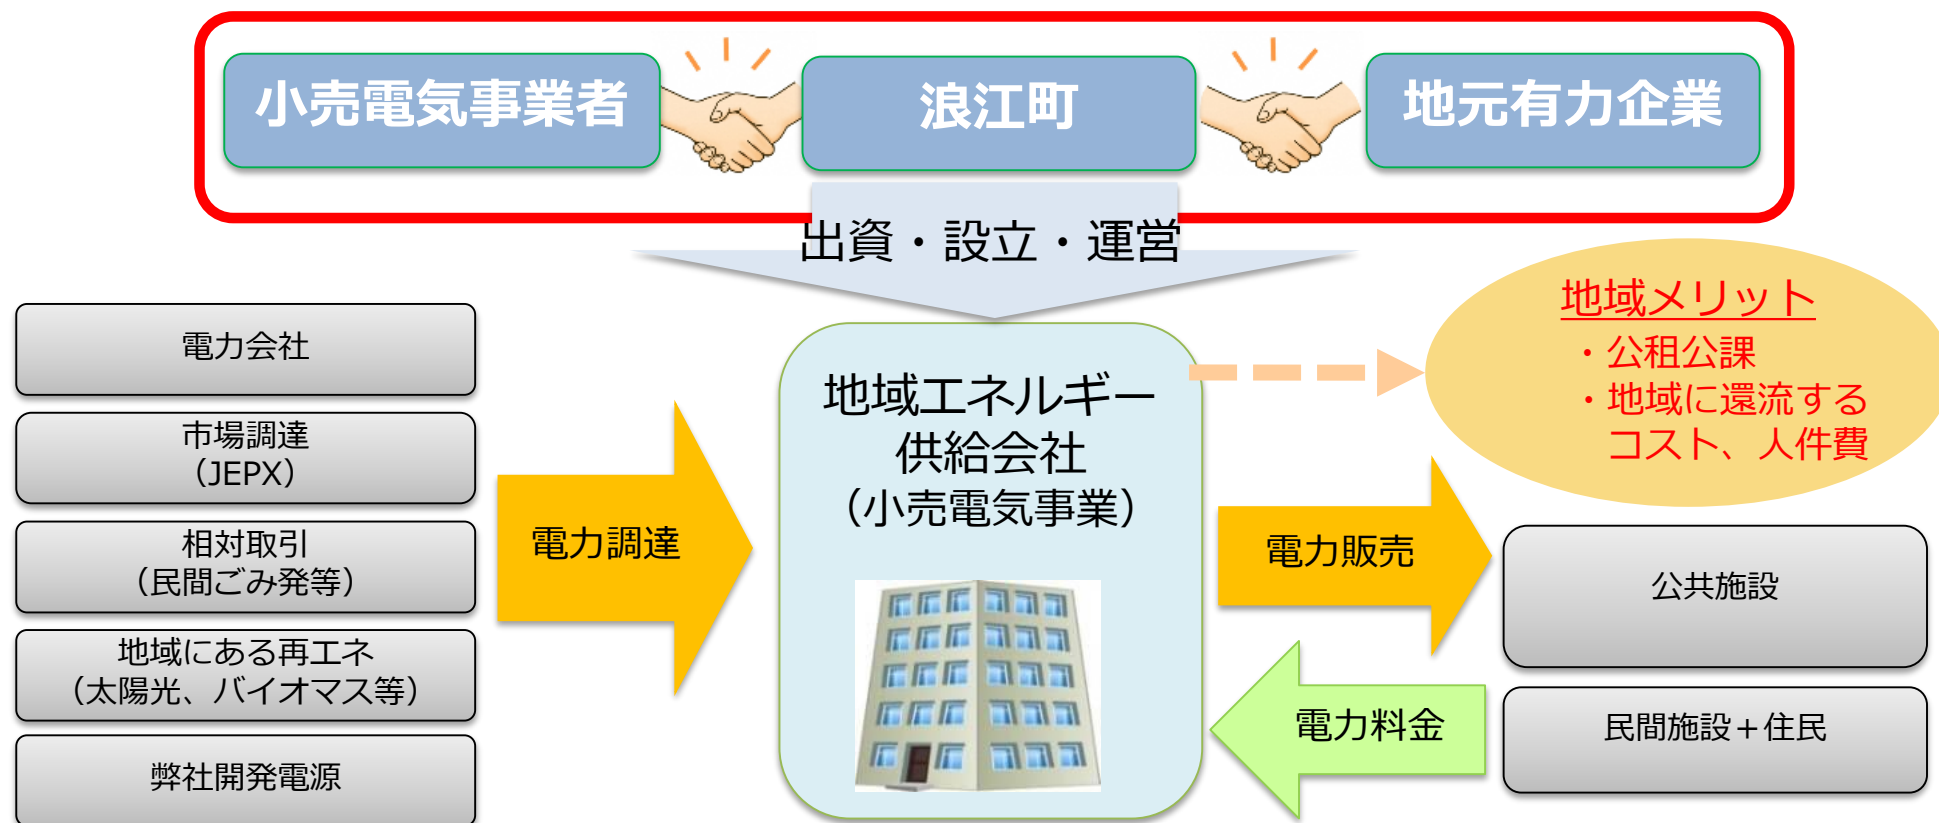 小売電気事業者
浪江町
地元有力企業
出資・設立・運営
電力会社
市場調達
（JEPX）
相対取引
（民間ごみ発等）
地域にある再エネ
（太陽光、バイオマス等）
弊社開発電源
電力調達
地域エネルギー
供給会社
（小売電気事業）
地域メリット
・公租公課
・地域に還流する
コスト、人件費
電力販売
電力料金
公共施設
民間施設＋住民